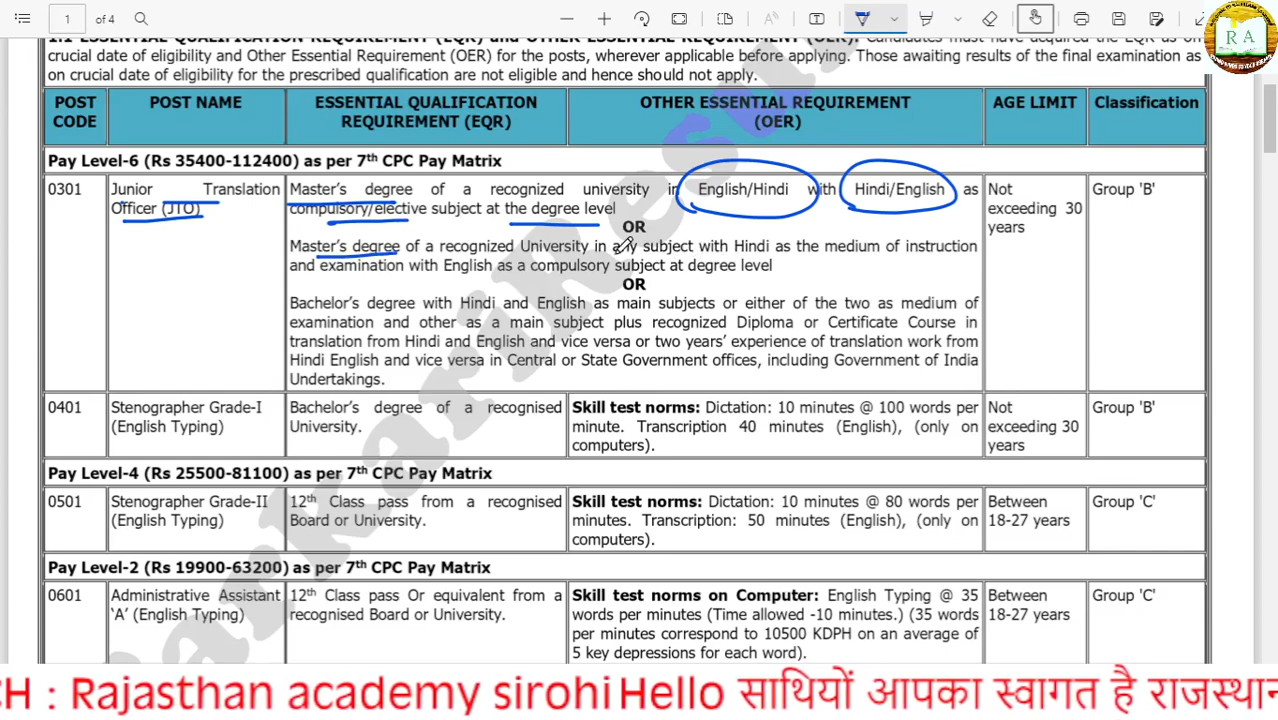 1 of 4
RA
1.1 ESSENTIAL QUALIFICATION REQUIREMENT (EQR) and OTHER ESSENTIAL REQUIREMENT (OER): Candidates must have acquired the EQR as on
crucial date of eligibility and Other Essential Requirement (OER) for the posts, wherever applicable before applying. Those awaiting results of the final examination as
on crucial date of eligibility for the prescribed qualification are not eligible and hence should not apply.
POST CODE POST NAME ESSENTIAL QUALIFICATION REQUIREMENT (EQR) OTHER ESSENTIAL REQUIREMENT (OER) AGE LIMIT Classification
Pay Level-6 (Rs 35400-112400) as per 7th CPC Pay Matrix
0301 Junior Translation Master's degree of a recognized university in English/Hindi with Hindi/English as Not Group 'B'
Officer (JTO) compulsory/elective subject at the degree level exceeding 30
OR years
Master's degree of a recognized University in any subject with Hindi as the medium of instruction
and examination with English as a compulsory subject at degree level
OR
Bachelor's degree with Hindi and English as main subjects or either of the two as medium of
examination and other as a main subject plus recognized Diploma or Certificate Course in
translation from Hindi and English and vice versa or two years' experience of translation work from
Hindi English and vice versa in Central or State Government offices, including Government of India
Undertakings.
0401 Stenographer Grade-I Bachelor's degree of a recognised Skill test norms: Dictation: 10 minutes @ 100 words per Not Group 'B'
(English Typing) University. minute. Transcription 40 minutes (English), (only on exceeding 30
computers). years
Pay Level-4 (Rs 25500-81100) as per 7th CPC Pay Matrix
0501 Stenographer Grade-II 12th Class pass from a recognised Skill test norms: Dictation: 10 minutes @ 80 words per Between Group 'C'
(English Typing) Board or University. minutes. Transcription: 50 minutes (English), (only on 18-27 years
computers).
Pay Level-2 (Rs 19900-63200) as per 7th CPC Pay Matrix
0601 Administrative Assistant 12th Class pass Or equivalent from a Skill test norms on Computer: English Typing @ 35 Between Group 'C'
'A' (English Typing) recognised Board or University. words per minutes (Time allowed -10 minutes.) (35 words 18-27 years
per minutes correspond to 10500 KDPH on an average of
5 key depressions for each word).
CH : Rajasthan academy sirohi Hello साथियों आपका स्वागत है राजस्थान